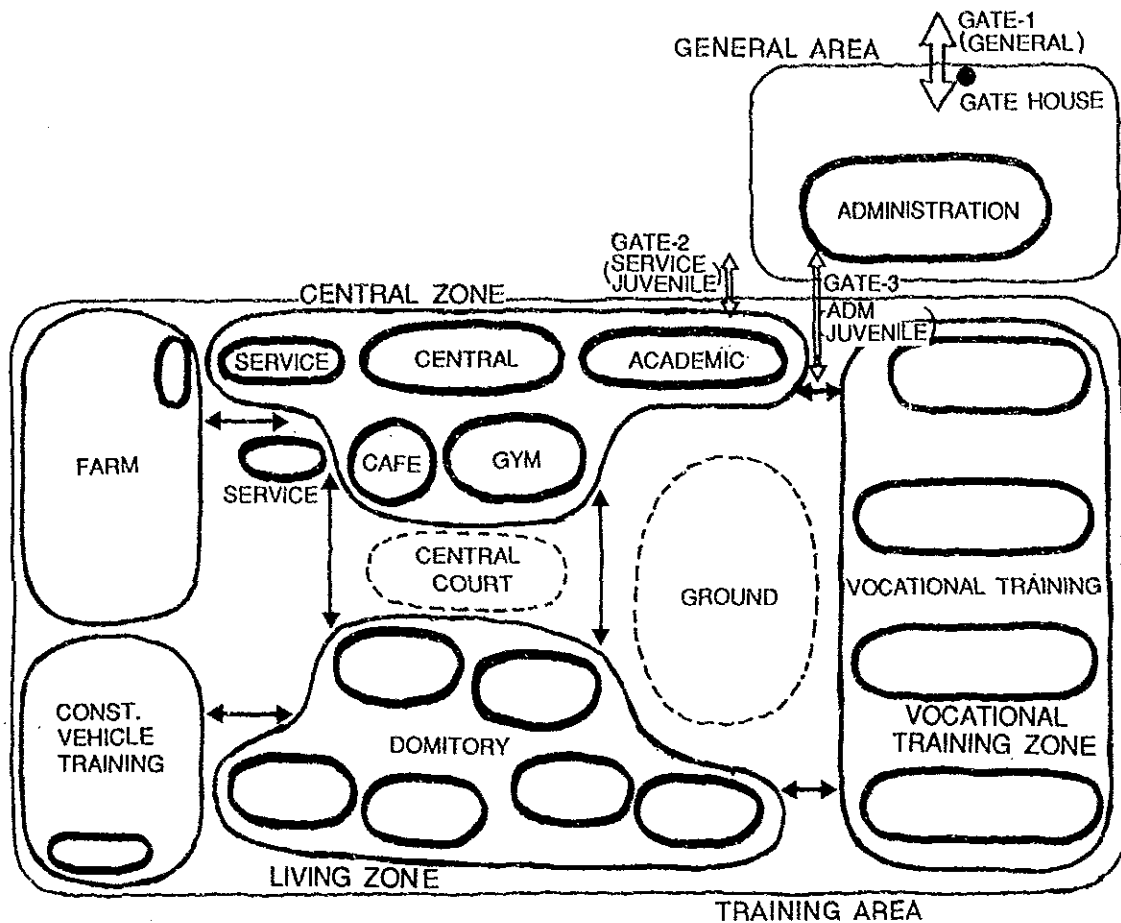 GATE-1
(GENERAL)
GENERAL AREA
GATE HOUSE
ADMINISTRATION
GATE-2
(SERVICE
JUVENILE)
GATE-3
ADM
JUVENILE)
CENTRAL ZONE
SERVICE
CENTRAL
ACADEMIC
FARM
CAFE
GYM
SERVICE
CENTRAL
COURT
GROUND
VOCATIONAL TRAINING
CONST.
VEHICLE
TRAINING
DOMITORY
VOCATIONAL
TRAINING ZONE
LIVING ZONE
TRAINING AREA